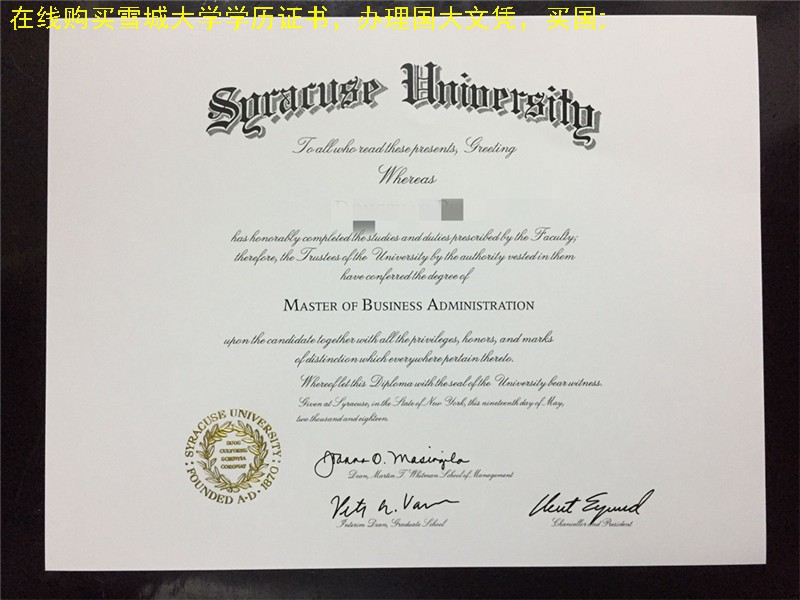 在线购买雪城大学学历证书，办理国大文凭，买国
Syracuse University
To all who read these presents, Greeting
Whereas
has honorably completed the studies and duties prescribed by the Faculty;
therefore, the Trustees of the University by the authority vested in them
have conferred the degree of
MASTER OF BUSINESS ADMINISTRATION
upon the candidate together with all the privileges, honors, and marks
of distinction which everywhere pertain thereto.
Whereof let this Diploma with the seal of the University bear witness.
Given at Syracuse, in the State of New York, this nineteenth day of May,
two thousand and eighteen.
SYRACUSE UNIVERSITY
FOUNDED A·D· 1870
Dean, Martin J. Whitman School of Management
Interim Dean, Graduate School
Chancellor and President